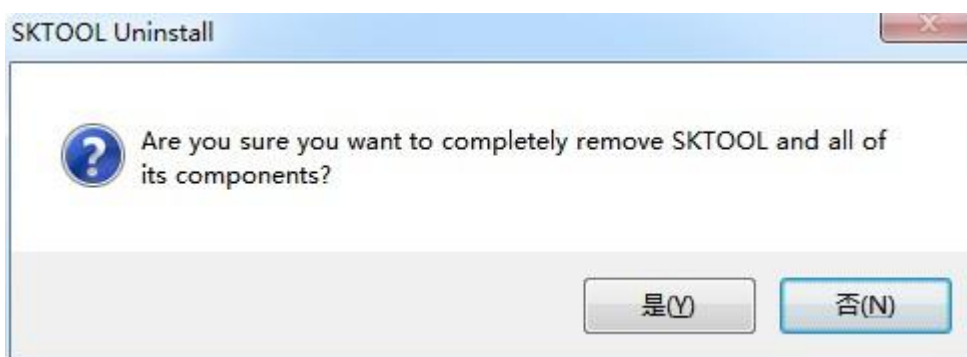 SKTOOL Uninstall
Are you sure you want to completely remove SKTOOL and all of
its components?
是(Y)
否(N)